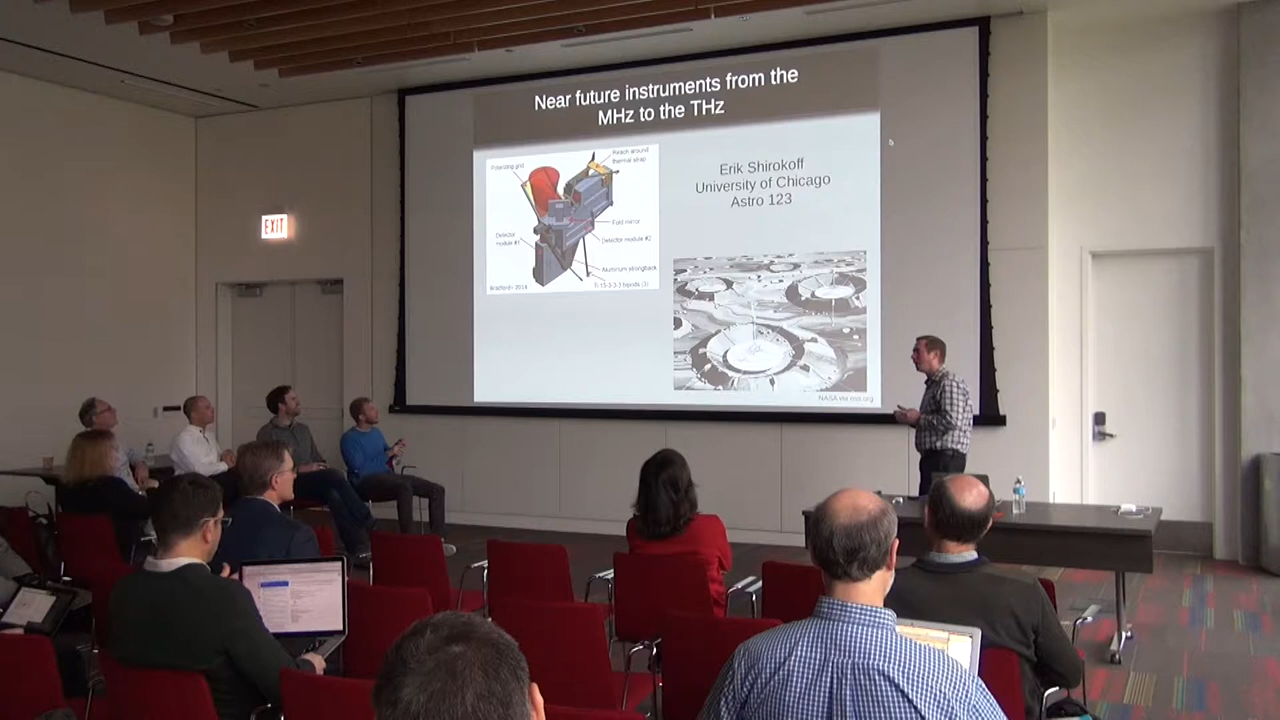 Near future instruments from the
MHz to the THz
Erik Shirokoff
University of Chicago
Astro 123
Polarizing grid
Reach around
thermal strap
Fold mirror
Detector
module #1
Detector module #2
Aluminum strongback
Bradford+ 2014
NASA via
EXIT